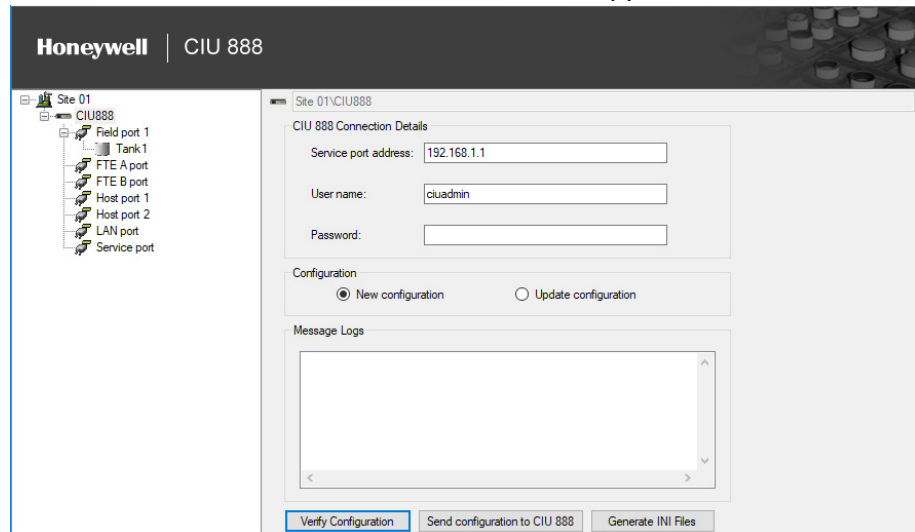 Honeywell | CIU 888
Site 01
CIU888
Field port 1
Tank1
FTE A port
FTE B port
Host port 1
Host port 2
LAN port
Service port
Site 01\CIU888
CIU 888 Connection Details
Service port address: 192.168.1.1
User name: ciuadmin
Password:
Configuration
New configuration Update configuration
Message Logs
Verify Configuration Send configuration to CIU 888 Generate INI Files